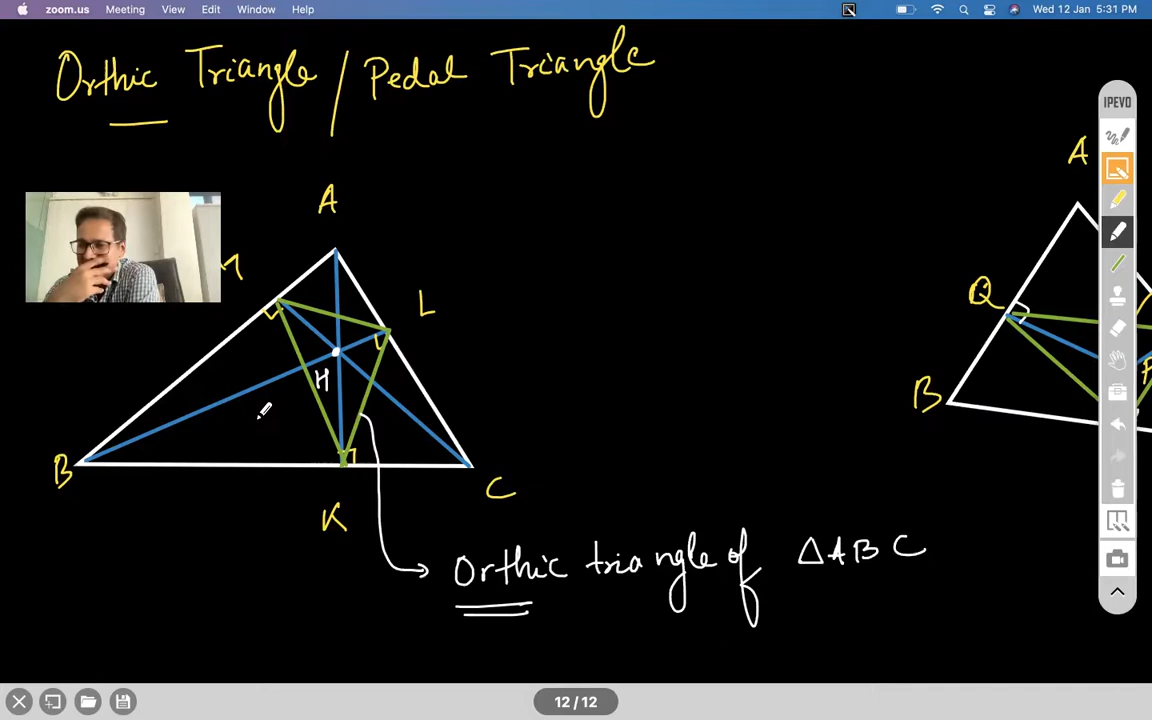 zoom.us Meeting View Edit Window Help Wed 12 Jan 5:31 PM
Orthic Triangle / Pedal Triangle
IPEVO
A
A
M
L
Q
H
P
B
B
C
K
Orthic triangle of △ABC
12 / 12